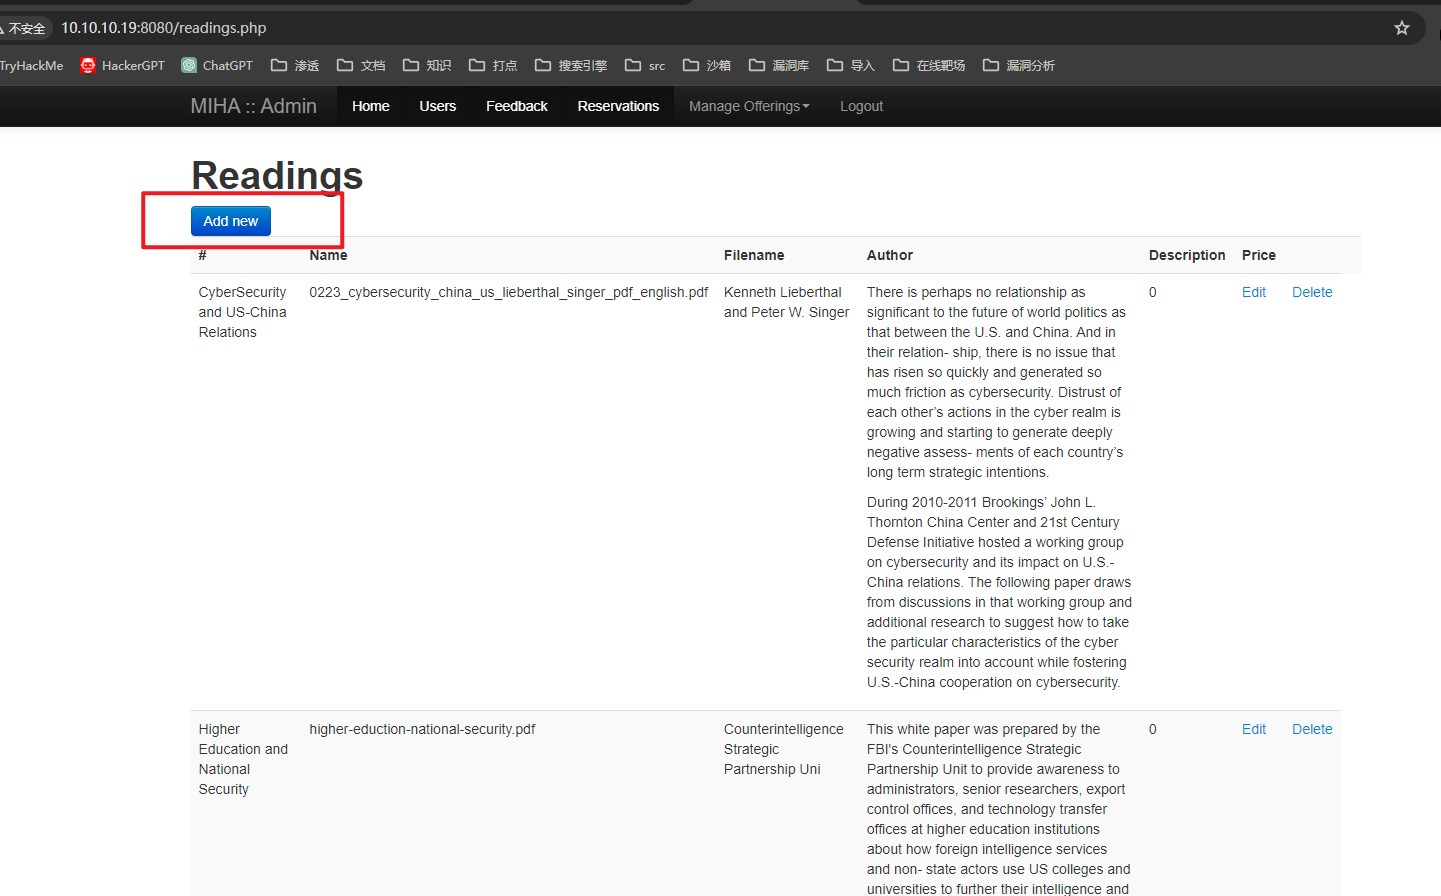 不安全 10.10.10.19:8080/readings.php
TryHackMe HackerGPT ChatGPT 渗透 文档 知识 打点 搜索引擎 src 沙箱 漏洞库 导入 在线靶场 漏洞分析
MIHA :: Admin Home Users Feedback Reservations Manage Offerings Logout
Readings
Add new
# Name Filename Author Description Price
CyberSecurity
and US-China
Relations
0223_cybersecurity_china_us_lieberthal_singer_pdf_english.pdf
Kenneth Lieberthal
and Peter W. Singer
There is perhaps no relationship as
significant to the future of world politics as
that between the U.S. and China. And in
their relation- ship, there is no issue that
has risen so quickly and generated so
much friction as cybersecurity. Distrust of
each other’s actions in the cyber realm is
growing and starting to generate deeply
negative assess- ments of each country’s
long term strategic intentions.
During 2010-2011 Brookings’ John L.
Thornton China Center and 21st Century
Defense Initiative hosted a working group
on cybersecurity and its impact on U.S.-
China relations. The following paper draws
from discussions in that working group and
additional research to suggest how to take
the particular characteristics of the cyber
security realm into account while fostering
U.S.-China cooperation on cybersecurity.
0
Edit Delete
Higher
Education and
National
Security
higher-eduction-national-security.pdf
Counterintelligence
Strategic
Partnership Uni
This white paper was prepared by the
FBI's Counterintelligence Strategic
Partnership Unit to provide awareness to
administrators, senior researchers, export
control offices, and technology transfer
offices at higher education institutions
about how foreign intelligence services
and non- state actors use US colleges and
universities to further their intelligence and
0
Edit Delete